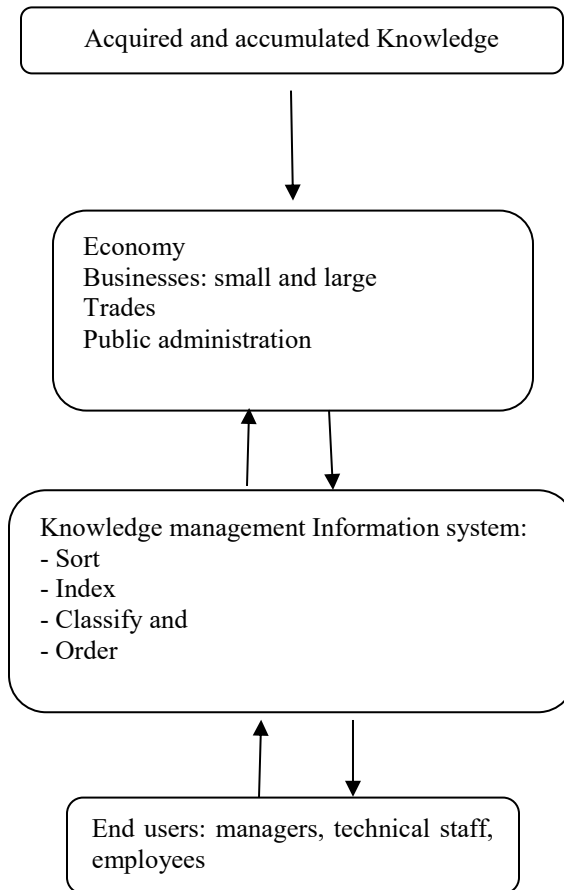 Acquired and accumulated Knowledge
Economy
Businesses: small and large
Trades
Public administration
Knowledge management Information system:
- Sort
- Index
- Classify and
- Order
End users: managers, technical staff,
employees